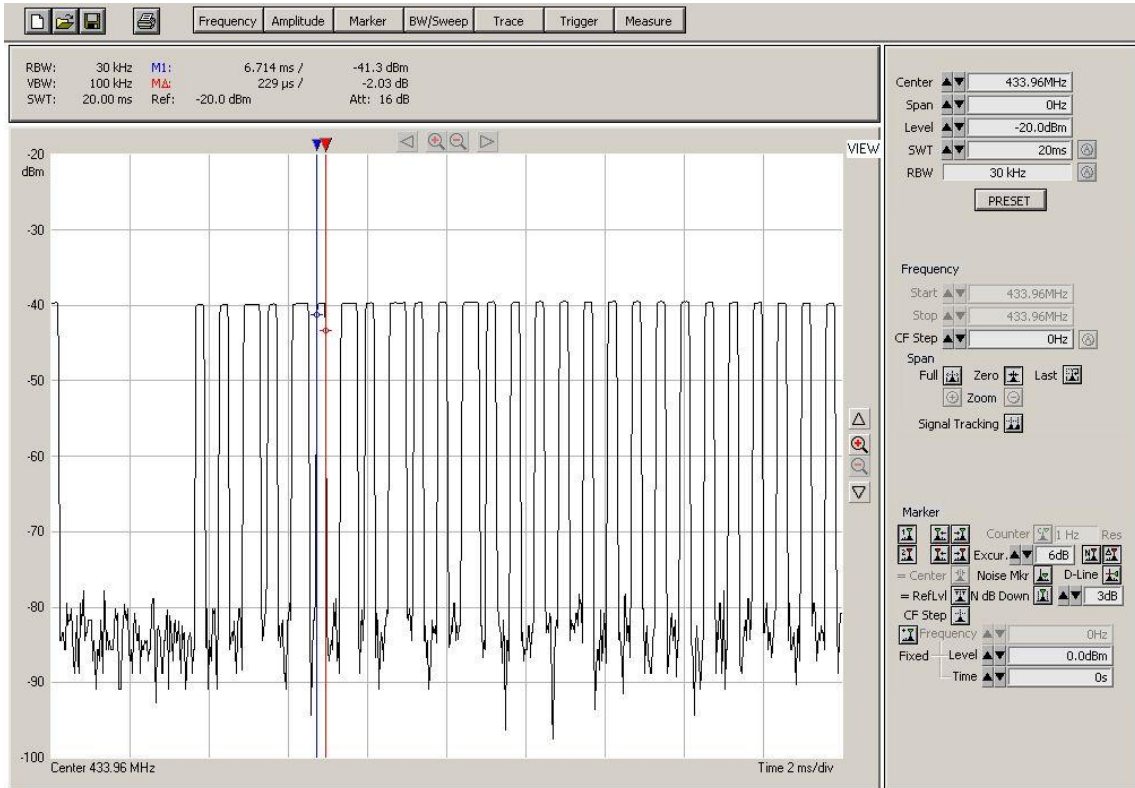 Frequency Amplitude Marker BW/Sweep Trace Trigger Measure
RBW: 30 kHz M1: 6.714 ms / -41.3 dBm
VBW: 100 kHz MΔ: 229 µs / -2.03 dB
SWT: 20.00 ms Ref: -20.0 dBm Att: 16 dB
VIEW
-20
dBm
-30
-40
-50
-60
-70
-80
-90
-100
Center 433.96 MHz Time 2 ms/div
Center 433.96MHz
Span 0Hz
Level -20.0dBm
SWT 20ms
RBW 30 kHz
PRESET
Frequency
Start 433.96MHz
Stop 433.96MHz
CF Step 0Hz
Span
Full Zero Last
Zoom
Signal Tracking
Marker
Counter 1 Hz Res
Excur. 6dB
= Center Noise Mkr D-Line
= RefLvl N dB Down 3dB
CF Step
Frequency 0Hz
Fixed Level 0.0dBm
Time 0s